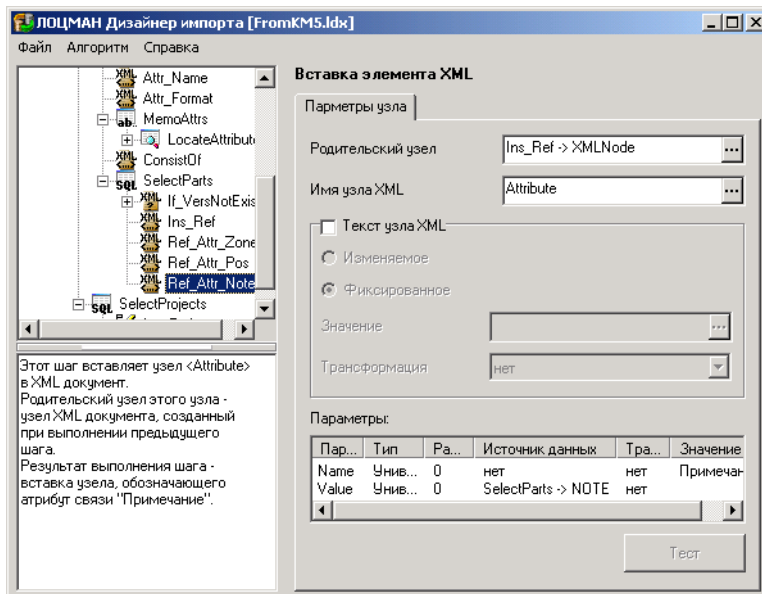 ЛОЦМАН Дизайнер импорта [FromKM5.ldx]
Файл Алгоритм Справка
Attr_Name
Attr_Format
MemoAttrs
LocateAttribut
ConsistOf
SelectParts
If_VersNotExis
Ins_Ref
Ref_Attr_Zone
Ref_Attr_Pos
Ref_Attr_Note
SelectProjects
Этот шаг вставляет узел <Attribute>
в XML документ.
Родительский узел этого узла -
узел XML документа, созданный
при выполнении предыдущего
шага.
Результат выполнения шага -
вставка узела, обозначающего
атрибут связи "Примечание".
Вставка элемента XML
Парметры узла
Родительский узел Ins_Ref -> XMLNode ...
Имя узла XML Attribute ...
Текст узла XML
Изменяемое
Фиксированное
Значение ...
Трансформация нет
Параметры:
Пар... Тип Ра... Источник данных Тра... Значение
Name Унив... 0 нет нет Примечан
Value Унив... 0 SelectParts -> NOTE нет
Тест